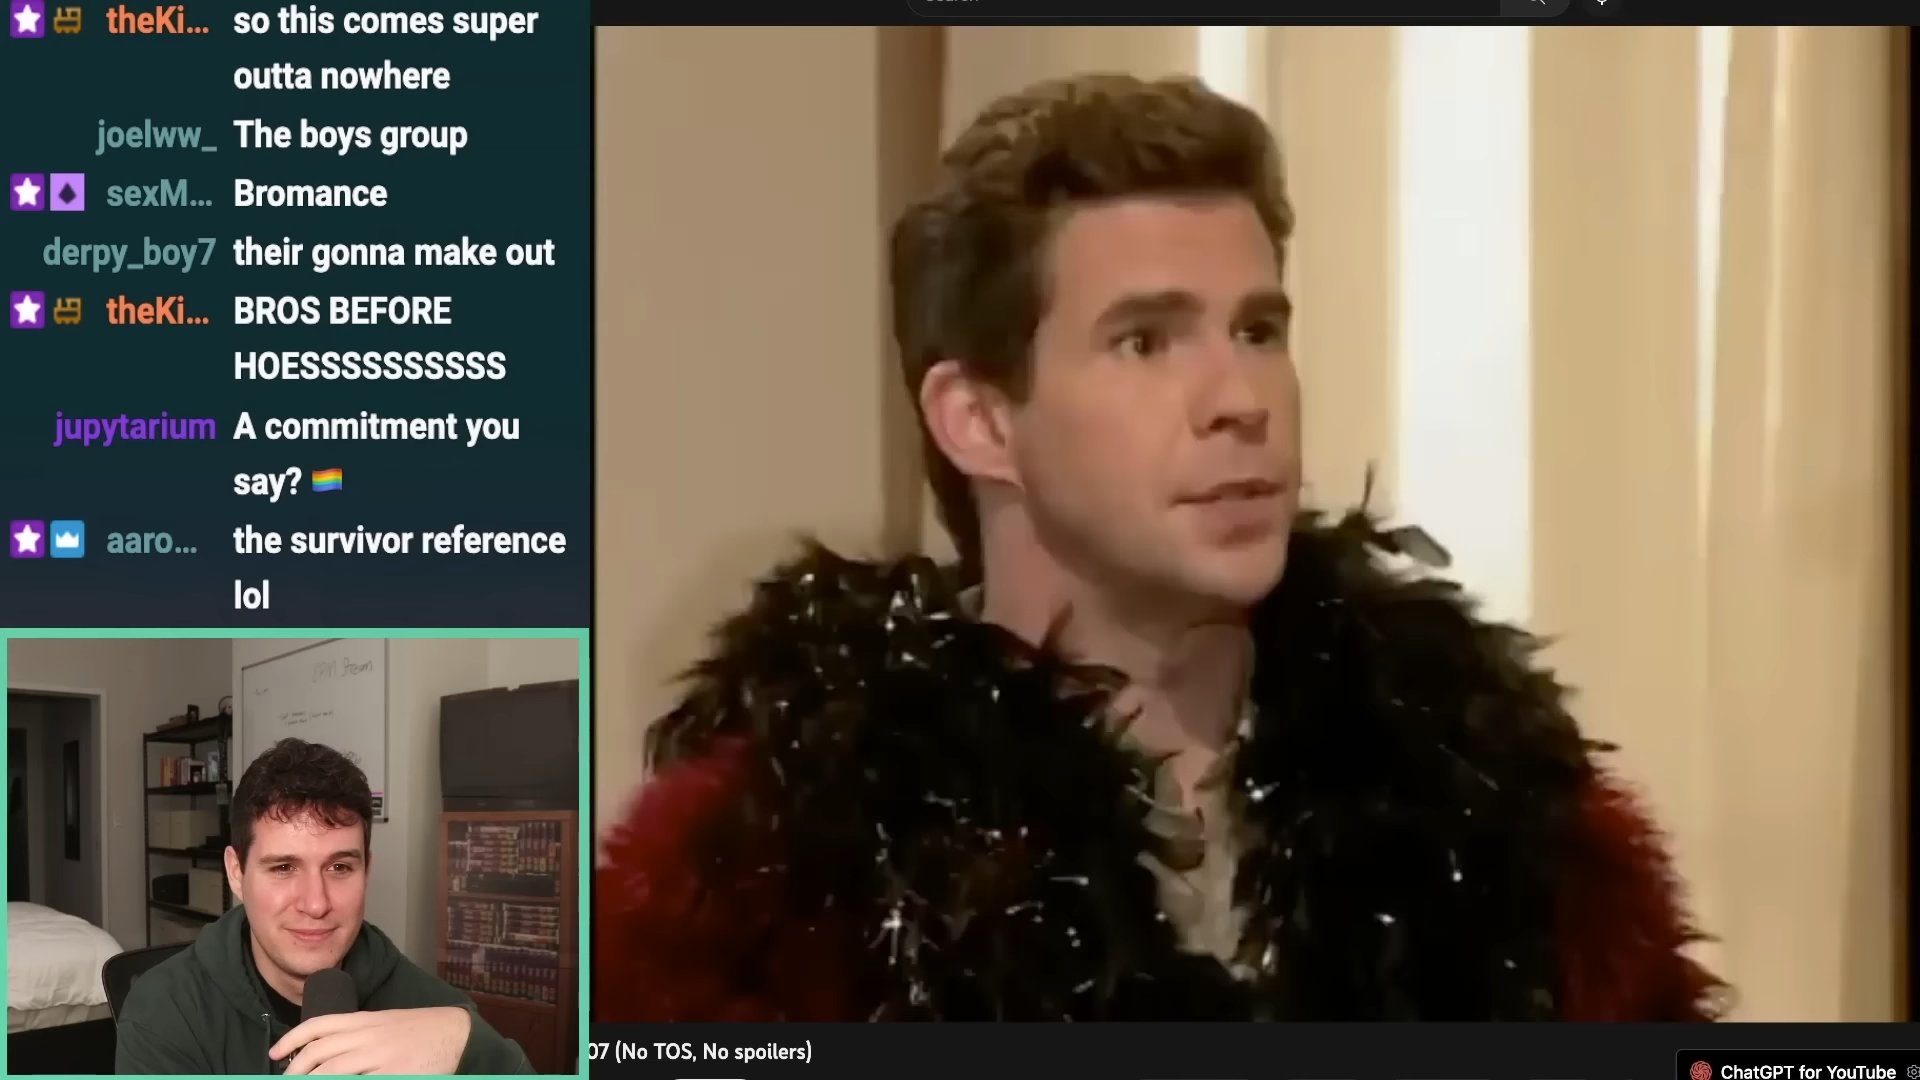 Search
theKi... so this comes super
outta nowhere
joelww_ The boys group
sexM... Bromance
derpy_boy7 their gonna make out
theKi... BROS BEFORE
HOESSSSSSSSSS
jupytarium A commitment you
say? 🏳️‍🌈
aaro... the survivor reference
lol
07 (No TOS, No spoilers)
ChatGPT for YouTube